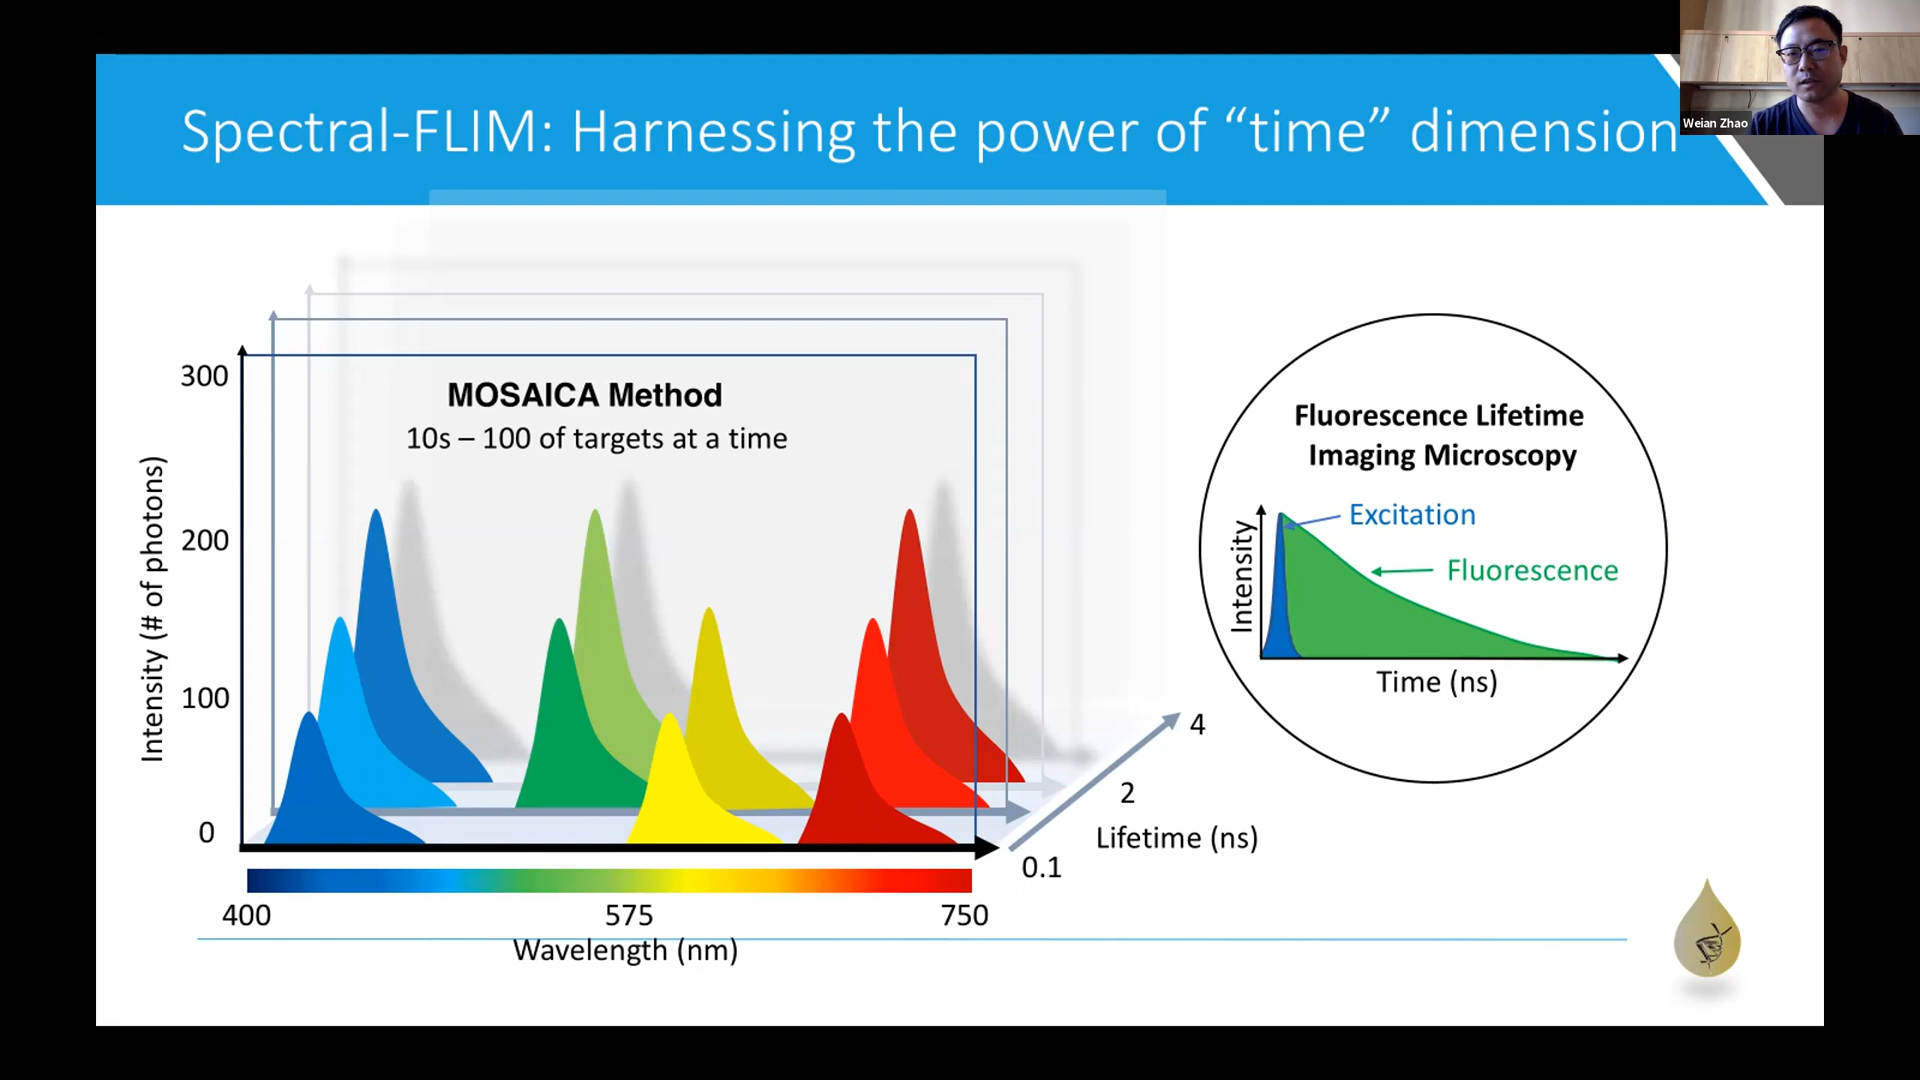 Spectral-FLIM: Harnessing the power of “time” dimension
Weian Zhao
MOSAICA Method
10s – 100 of targets at a time
Intensity (# of photons)
300
200
100
0
400
575
750
Wavelength (nm)
0.1
2
4
Lifetime (ns)
Fluorescence Lifetime
Imaging Microscopy
Excitation
Fluorescence
Intensity
Time (ns)